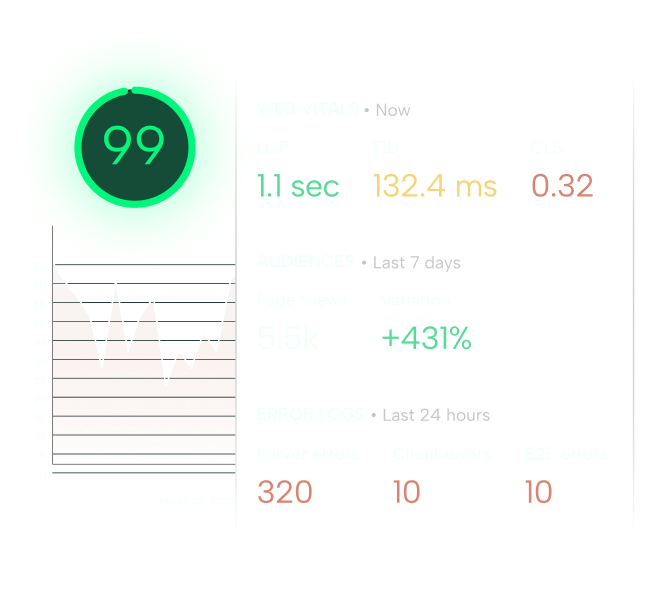 99
WEB VITALS • Now
LCP FID CLS
1.1 sec 132.4 ms 0.32
AUDIENCES • Last 7 days
Page views variation
5.5k +431%
ERROR LOGS • Last 24 hours
Server errors Client errors E2E errors
320 10 10